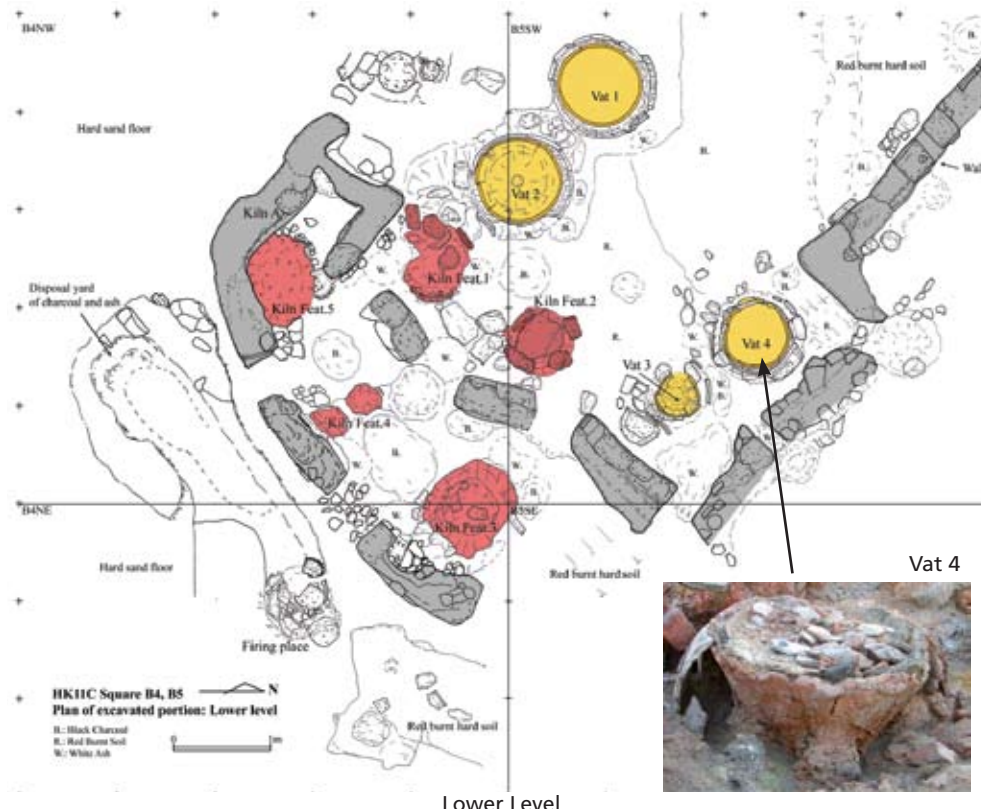 B4NW
B5SW
Red burnt hard soil
Hard sand floor
Vat 1
Vat 2
Wal
Kiln A
Kiln Feat.1
Kiln Feat.2
Kiln Feat.5
Disposal yard
of charcoal and ash
Vat 3
Vat 4
Kiln Feat.4
B4NE
B5SE
Kiln Feat.3
Hard sand floor
Red burnt hard soil
Vat 4
Firing place
HK11C Square B4, B5
N
Plan of excavated portion: Lower level
B.: Black Charcoal
R.: Red Burnt Soil
W.: White Ash
0 1m
Red burnt hard soil
Lower Level